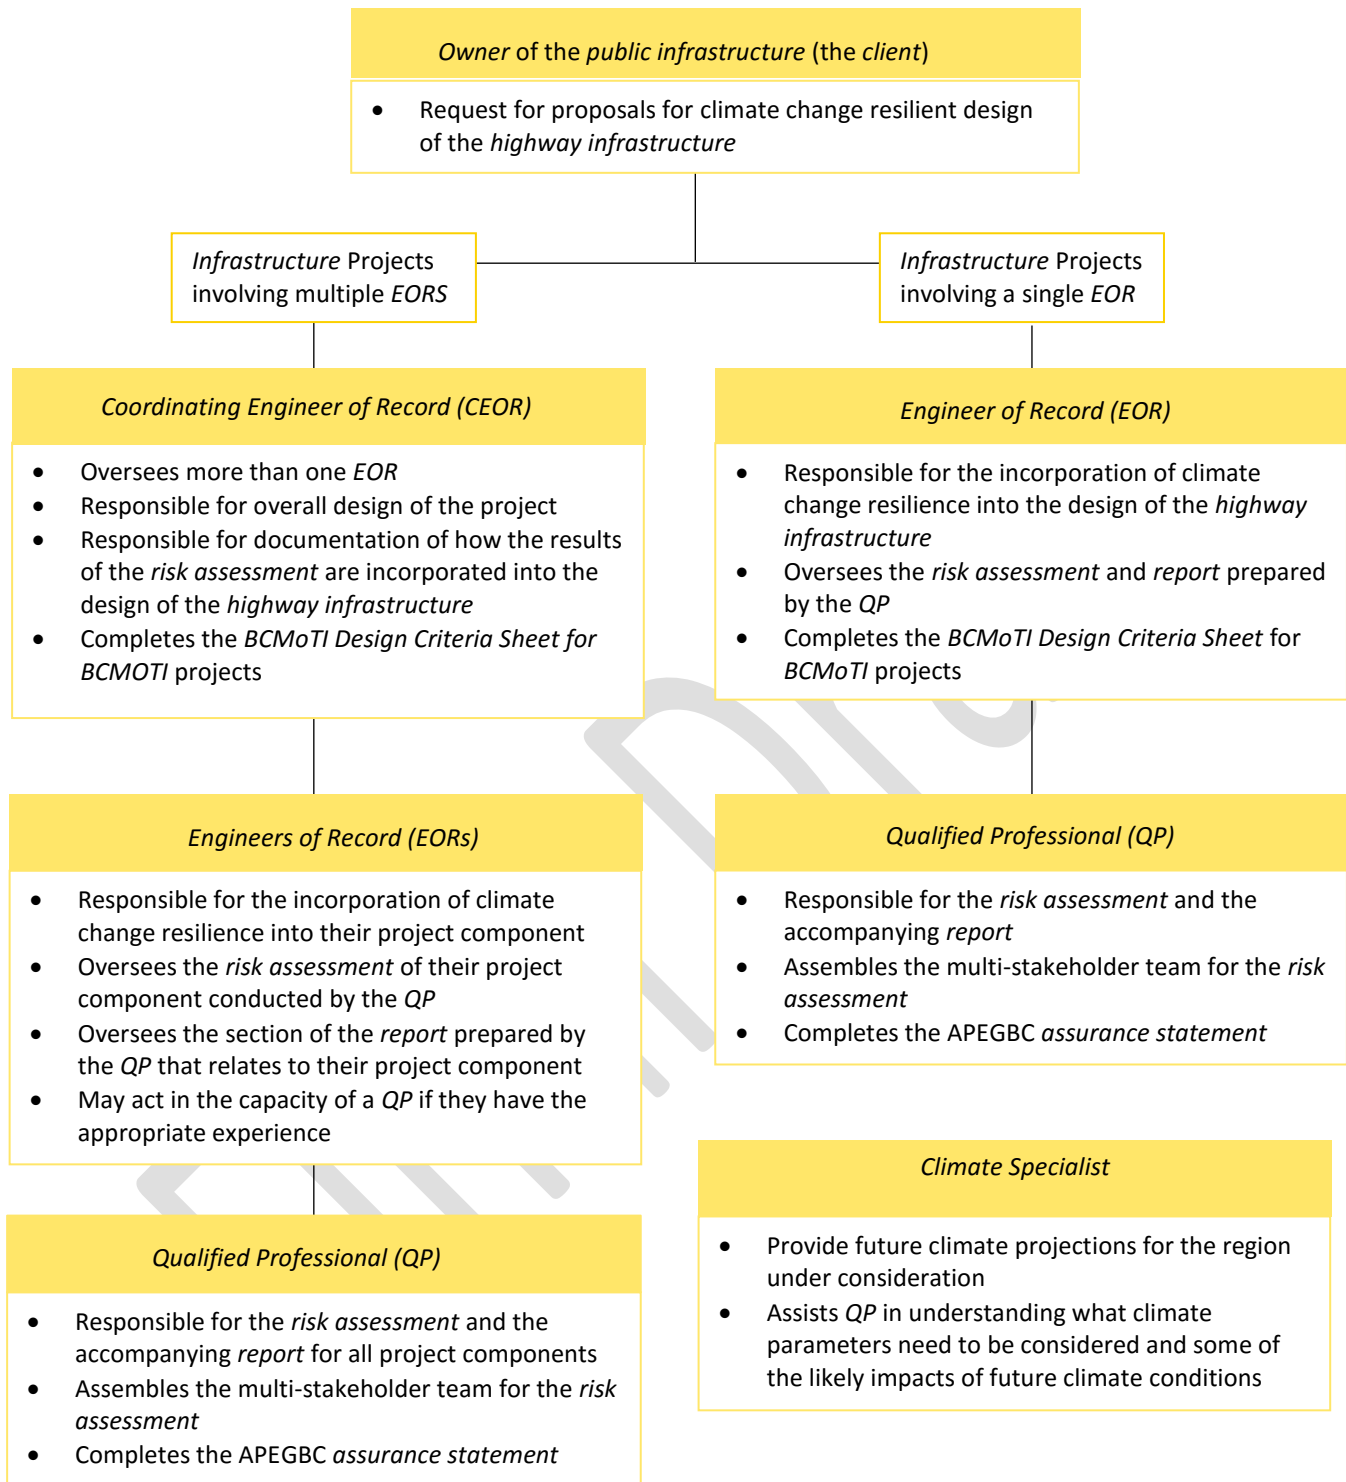 Owner of the public infrastructure (the client)
• Request for proposals for climate change resilient design
of the highway infrastructure
Infrastructure Projects
involving multiple EORS
Infrastructure Projects
involving a single EOR
Coordinating Engineer of Record (CEOR)
• Oversees more than one EOR
• Responsible for overall design of the project
• Responsible for documentation of how the results
of the risk assessment are incorporated into the
design of the highway infrastructure
• Completes the BCMoTI Design Criteria Sheet for
BCMOTI projects
Engineer of Record (EOR)
• Responsible for the incorporation of climate
change resilience into the design of the highway
infrastructure
• Oversees the risk assessment and report prepared
by the QP
• Completes the BCMoTI Design Criteria Sheet for
BCMoTI projects
Engineers of Record (EORs)
• Responsible for the incorporation of climate
change resilience into their project component
• Oversees the risk assessment of their project
component conducted by the QP
• Oversees the section of the report prepared by
the QP that relates to their project component
• May act in the capacity of a QP if they have the
appropriate experience
Qualified Professional (QP)
• Responsible for the risk assessment and the
accompanying report
• Assembles the multi-stakeholder team for the risk
assessment
• Completes the APEGBC assurance statement
Qualified Professional (QP)
• Responsible for the risk assessment and the
accompanying report for all project components
• Assembles the multi-stakeholder team for the risk
assessment
• Completes the APEGBC assurance statement
Climate Specialist
• Provide future climate projections for the region
under consideration
• Assists QP in understanding what climate
parameters need to be considered and some of
the likely impacts of future climate conditions